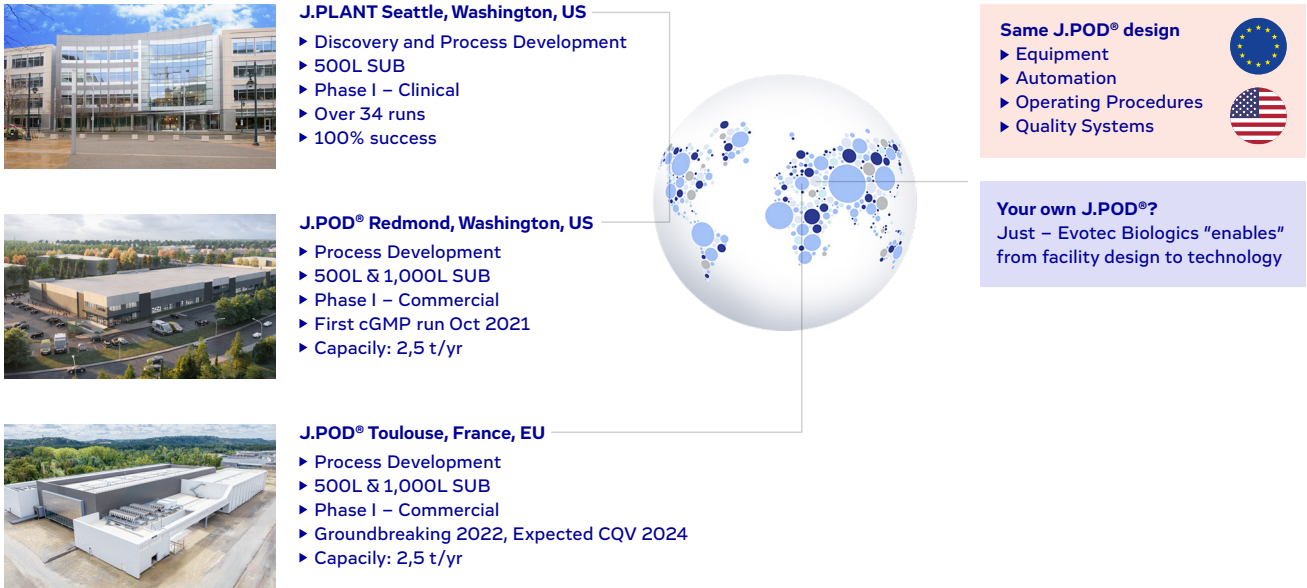 J.PLANT Seattle, Washington, US
▶ Discovery and Process Development
▶ 500L SUB
▶ Phase I – Clinical
▶ Over 34 runs
▶ 100% success
J.POD® Redmond, Washington, US
▶ Process Development
▶ 500L & 1,000L SUB
▶ Phase I – Commercial
▶ First cGMP run Oct 2021
▶ Capacity: 2,5 t/yr
J.POD® Toulouse, France, EU
▶ Process Development
▶ 500L & 1,000L SUB
▶ Phase I – Commercial
▶ Groundbreaking 2022, Expected CQV 2024
▶ Capacity: 2,5 t/yr
Same J.POD® design
▶ Equipment
▶ Automation
▶ Operating Procedures
▶ Quality Systems
Your own J.POD®?
Just – Evotec Biologics “enables”
from facility design to technology